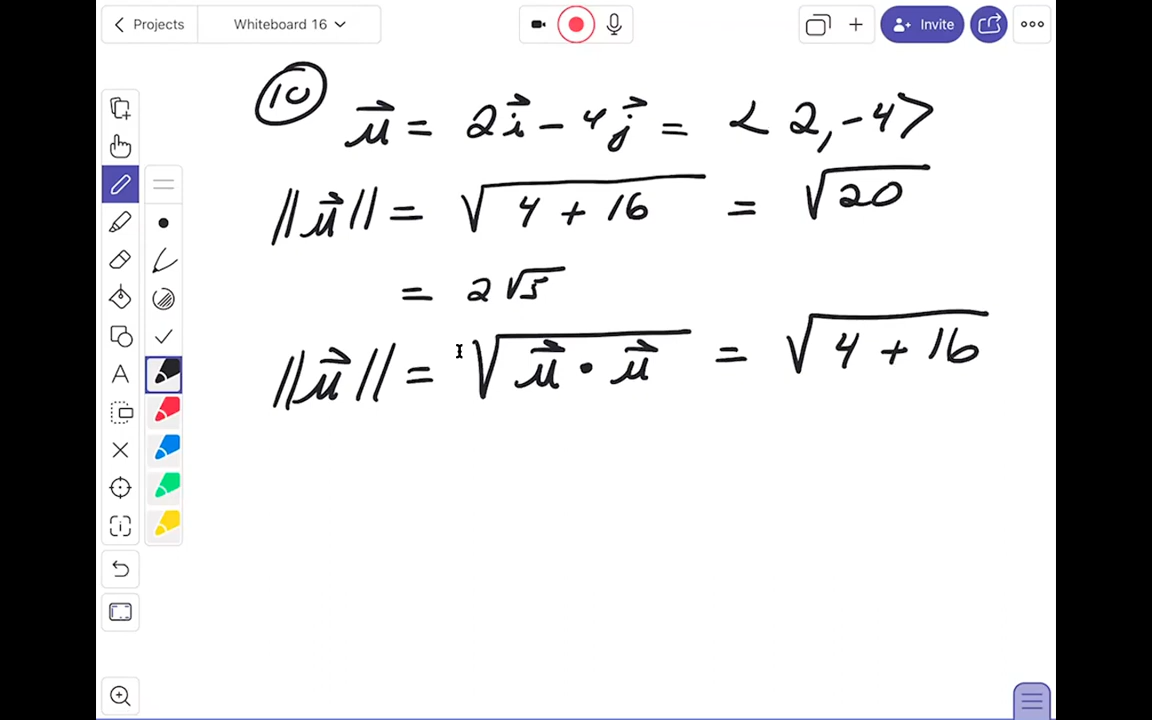 Projects Whiteboard 16 Invite
⑩ u⃗ = 2i⃗ − 4j⃗ = < 2, −4 >
||u⃗|| = √(4 + 16) = √20
= 2√5
||u⃗|| = √(u⃗ · u⃗) = √(4 + 16)
A